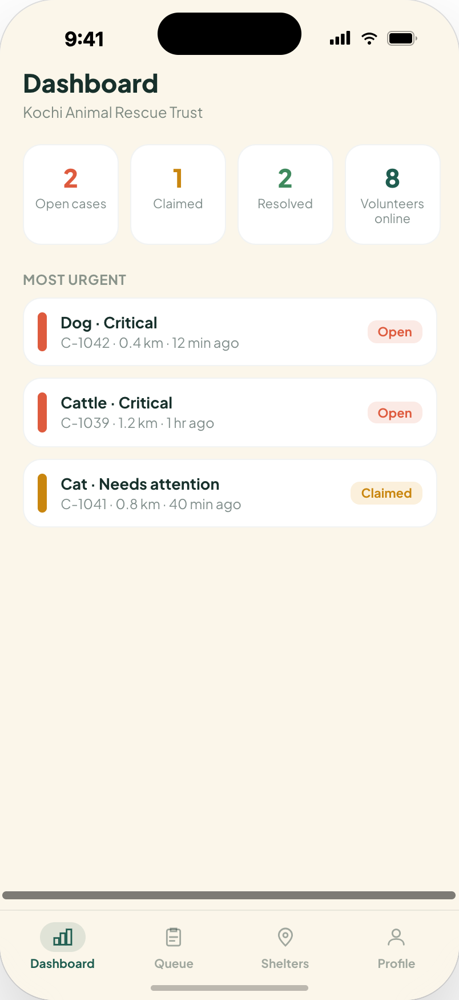 9:41
Dashboard
Kochi Animal Rescue Trust
2
Open cases
1
Claimed
2
Resolved
8
Volunteers
online
MOST URGENT
Dog · Critical
C-1042 · 0.4 km · 12 min ago
Open
Cattle · Critical
C-1039 · 1.2 km · 1 hr ago
Open
Cat · Needs attention
C-1041 · 0.8 km · 40 min ago
Claimed
Dashboard
Queue
Shelters
Profile